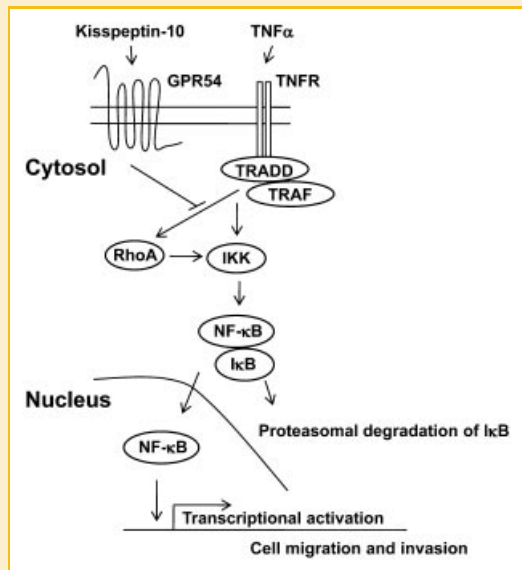 Kisspeptin-10 TNFα
GPR54 TNFR
Cytosol
TRADD
TRAF
RhoA IKK
NF-κB
IκB
Nucleus
Proteasomal degradation of IκB
NF-κB
Transcriptional activation
Cell migration and invasion